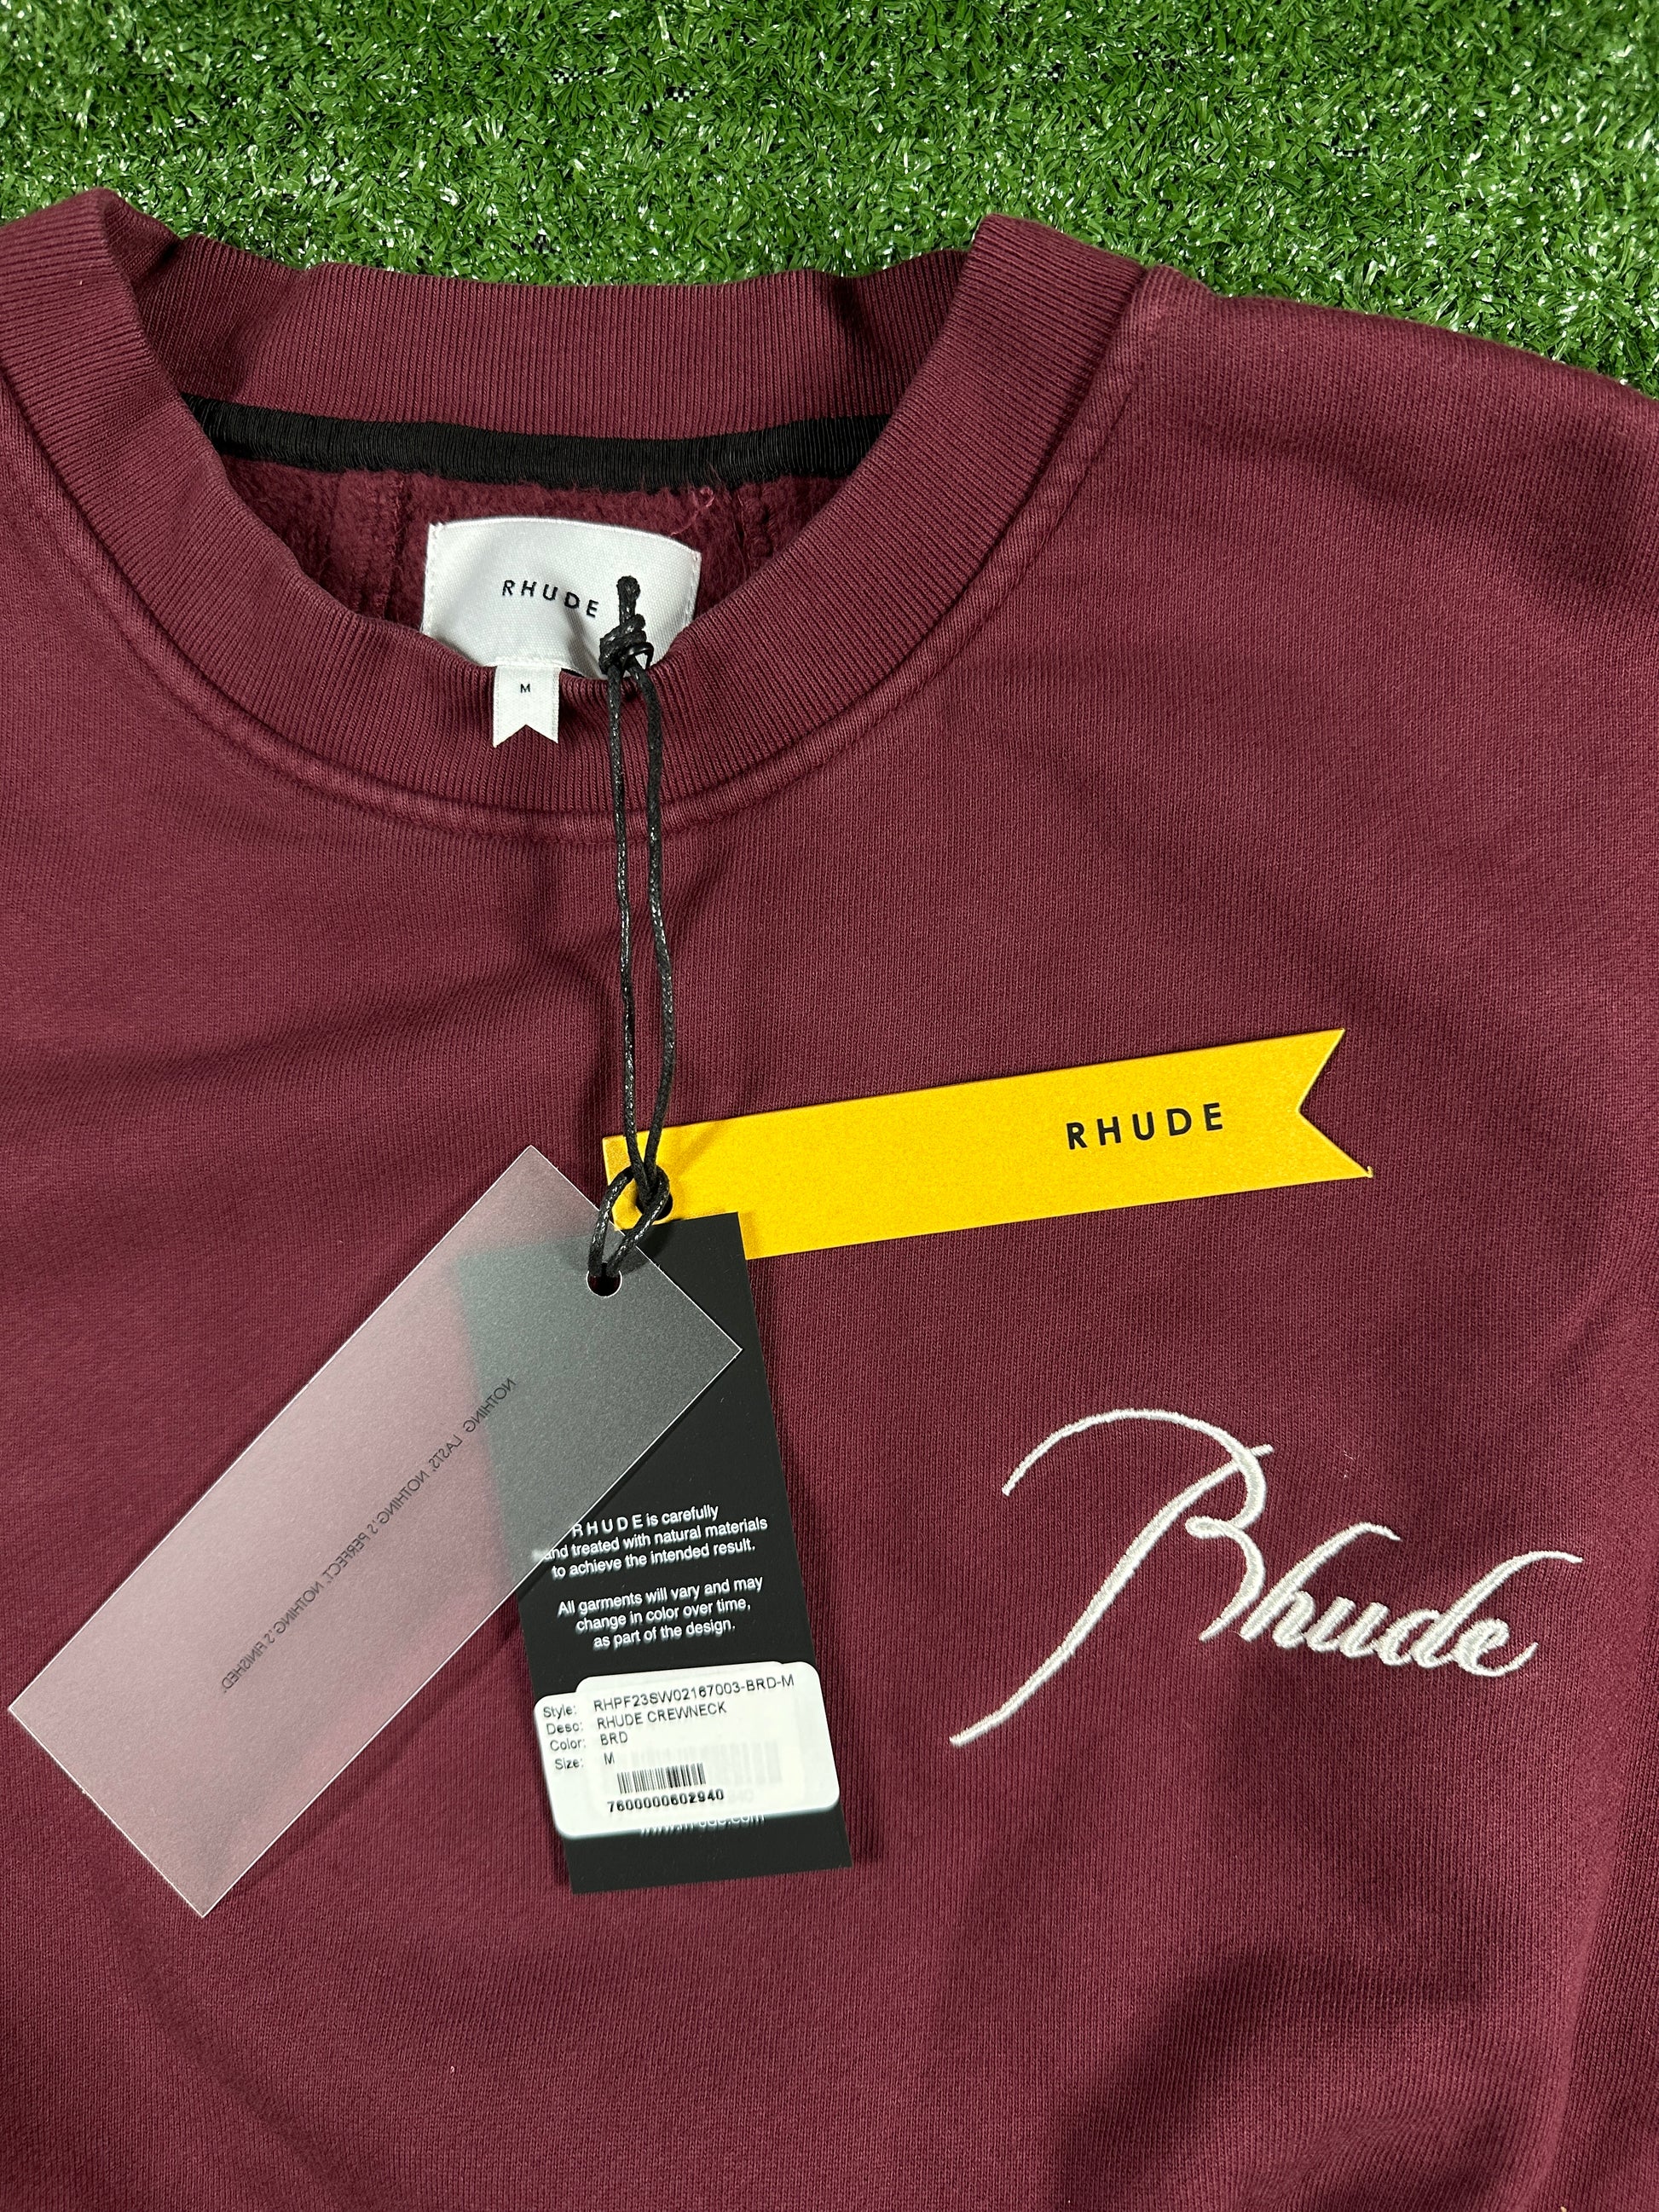 RHUDE
M
RHUDE
NOTHING LASTS, NOTHING'S PERFECT, NOTHING'S FINISHED.
Rhude
RHUDE is carefully
and treated with natural materials
to achieve the intended result.
All garments will vary and may
change in color over time,
as part of the design.
Style: RHPF23SW02167003-BRD-M
Desc: RHUDE CREWNECK
Color: BRD
Size: M
7600000602940